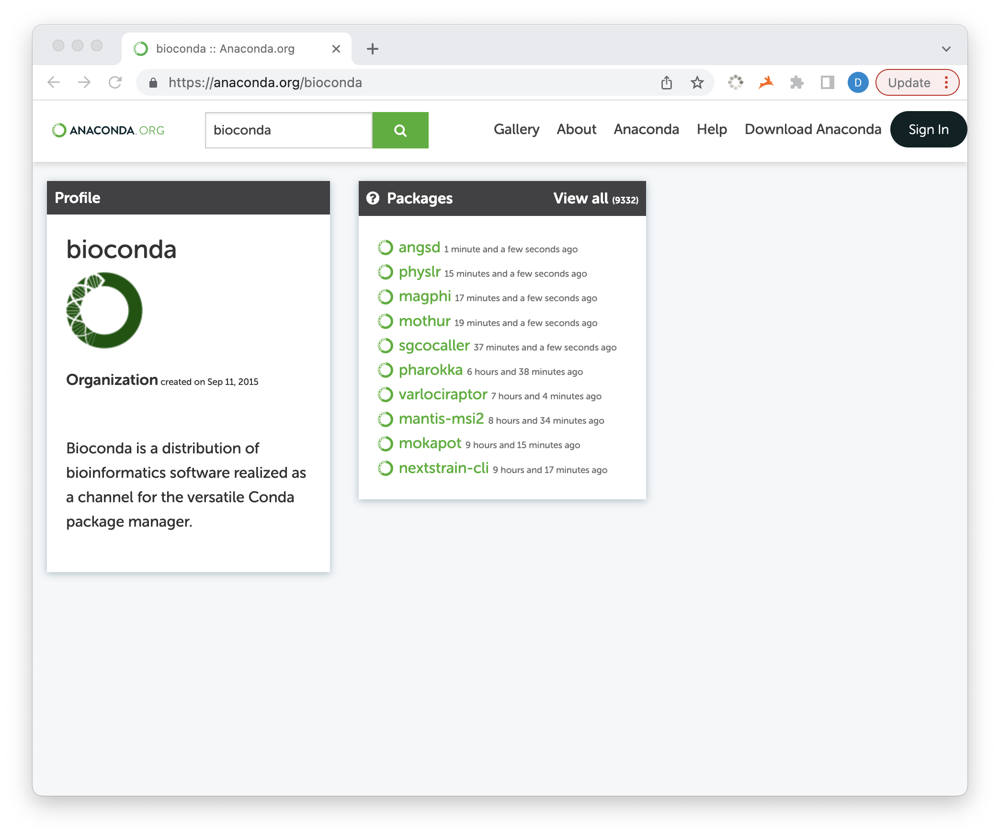 bioconda :: Anaconda.org
https://anaconda.org/bioconda
D
Update
ANACONDA.ORG
bioconda
Gallery About Anaconda Help Download Anaconda Sign In
Profile
bioconda
Organization created on Sep 11, 2015
Bioconda is a distribution of
bioinformatics software realized as
a channel for the versatile Conda
package manager.
? Packages View all (9332)
angsd 1 minute and a few seconds ago
physlr 15 minutes and a few seconds ago
magphi 17 minutes and a few seconds ago
mothur 19 minutes and a few seconds ago
sgcocaller 37 minutes and a few seconds ago
pharokka 6 hours and 38 minutes ago
varlociraptor 7 hours and 4 minutes ago
mantis-msi2 8 hours and 34 minutes ago
mokapot 9 hours and 15 minutes ago
nextstrain-cli 9 hours and 17 minutes ago